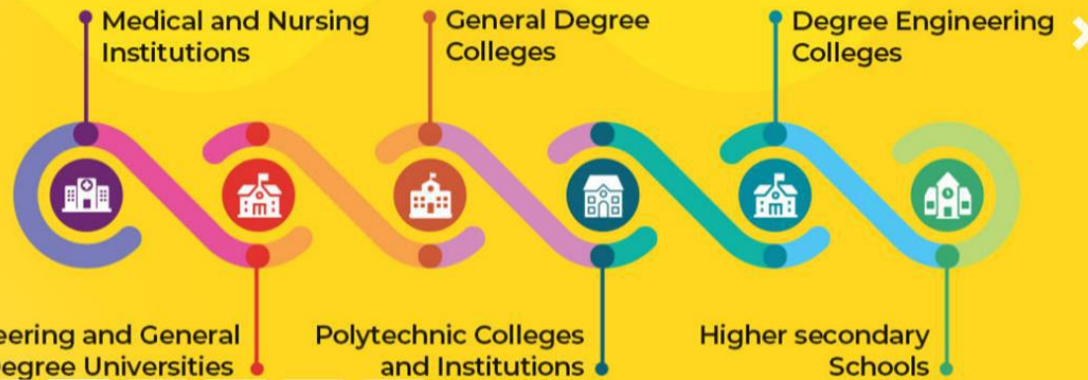 Medical and Nursing
Institutions
General Degree
Colleges
Degree Engineering
Colleges
eering and General
egree Universities
Polytechnic Colleges
and Institutions
Higher secondary
Schools